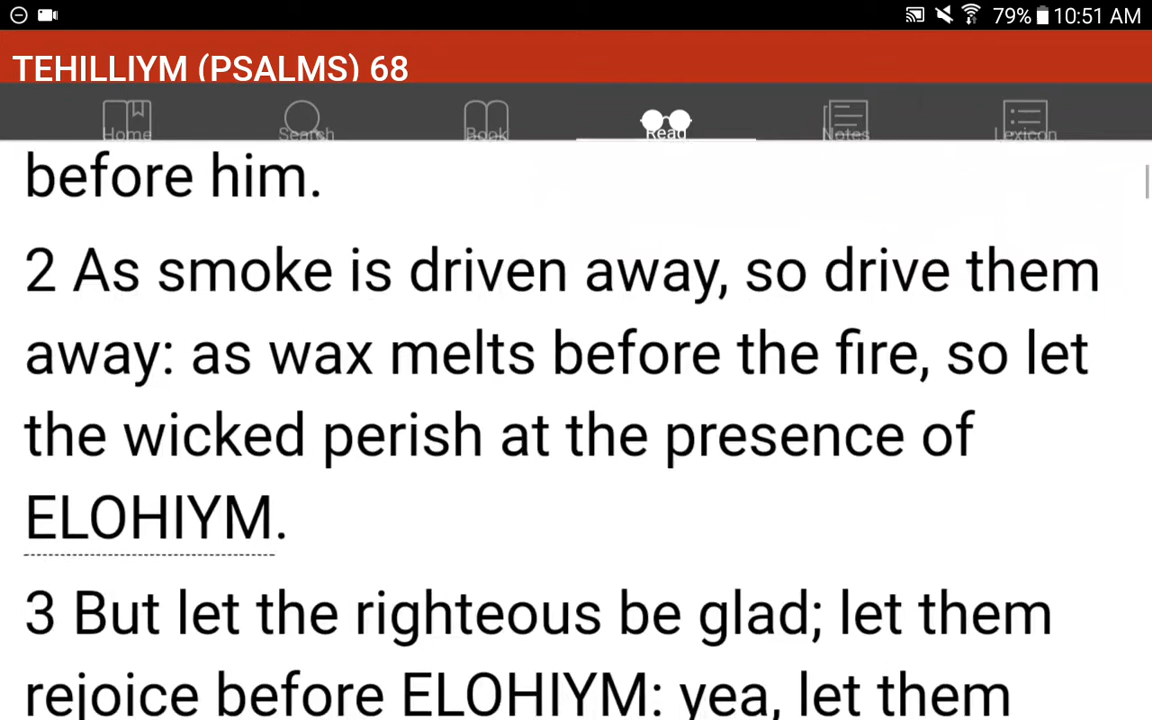 79% 10:51 AM
TEHILLIYM (PSALMS) 68
Home Search Book Read Notes Lexicon
before him.
2 As smoke is driven away, so drive them
away: as wax melts before the fire, so let
the wicked perish at the presence of
ELOHIYM.
3 But let the righteous be glad; let them
rejoice before ELOHIYM: yea, let them